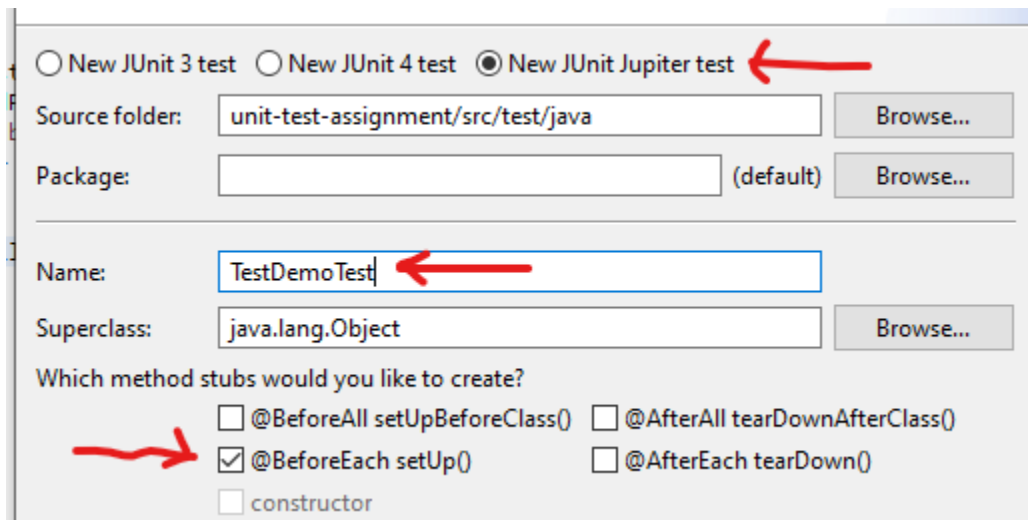 New JUnit 3 test New JUnit 4 test New JUnit Jupiter test
Source folder: unit-test-assignment/src/test/java Browse...
Package: (default) Browse...
Name: TestDemoTest
Superclass: java.lang.Object Browse...
Which method stubs would you like to create?
@BeforeAll setUpBeforeClass() @AfterAll tearDownAfterClass()
@BeforeEach setUp() @AfterEach tearDown()
constructor